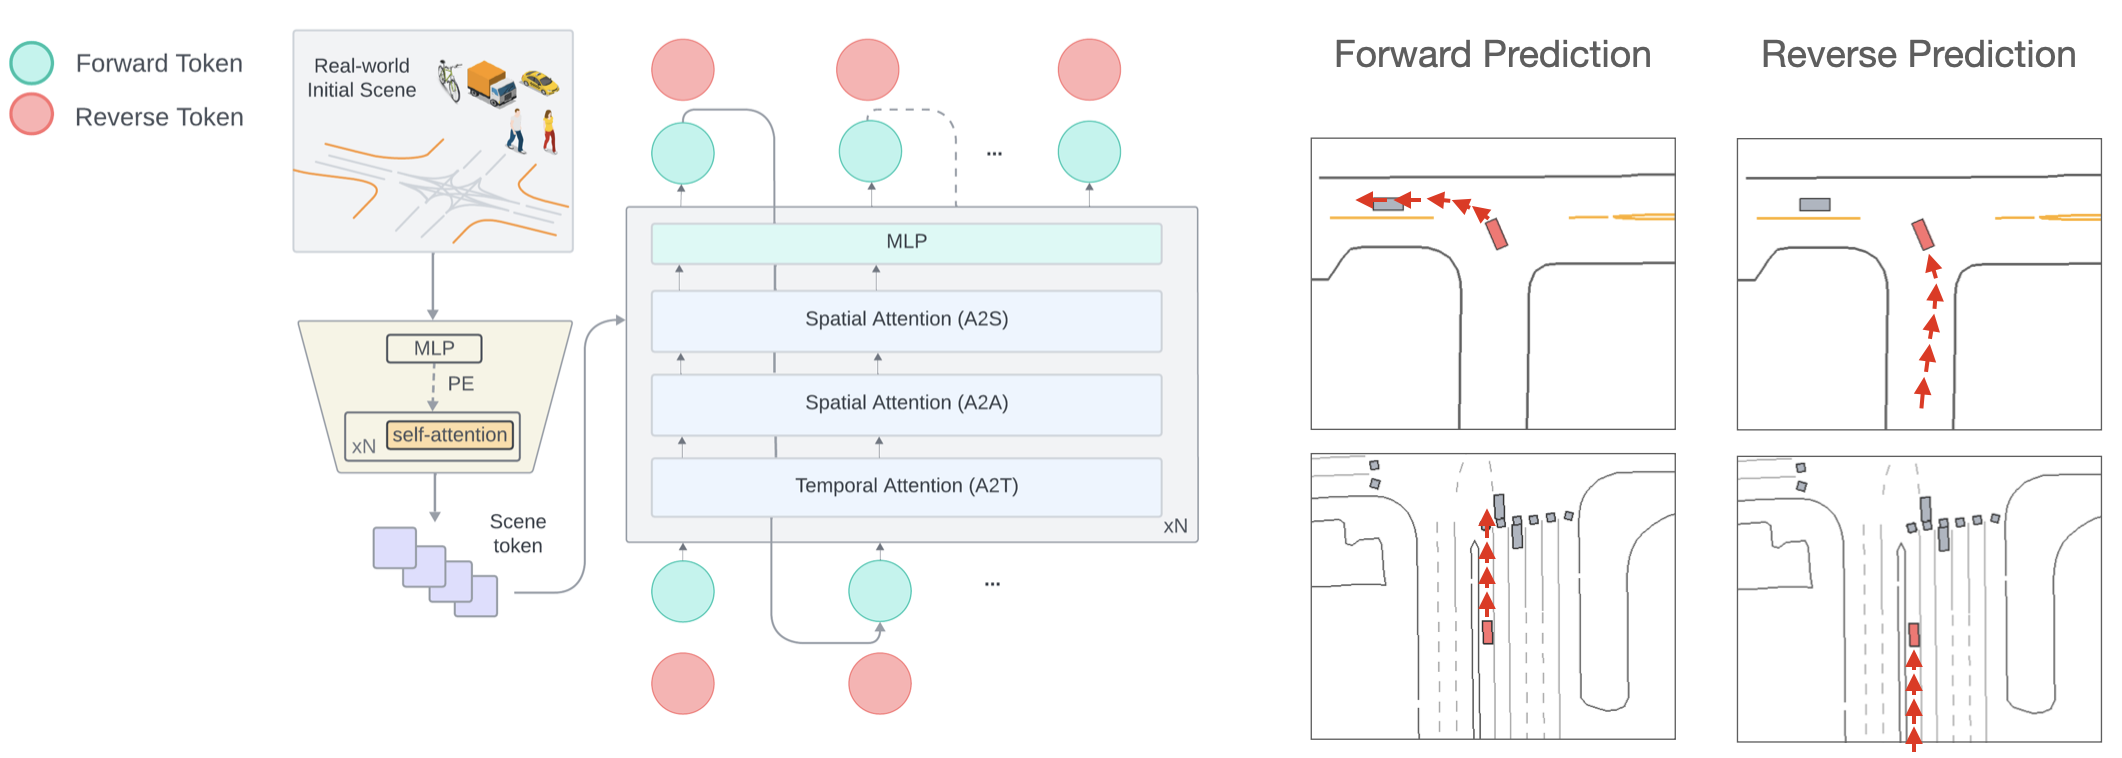 Forward Token
Reverse Token
Real-world
Initial Scene
MLP
PE
self-attention
xN
Scene
token
...
MLP
Spatial Attention (A2S)
Spatial Attention (A2A)
Temporal Attention (A2T)
xN
...
Forward Prediction
Reverse Prediction